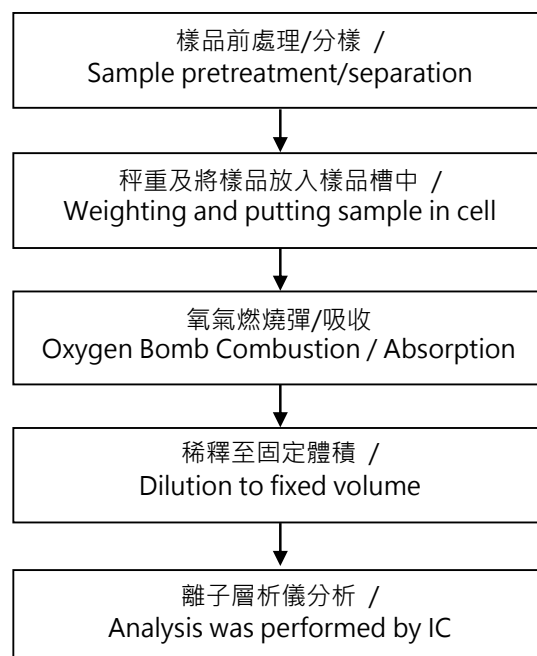 樣品前處理/分樣 /
Sample pretreatment/separation
秤重及將樣品放入樣品槽中 /
Weighting and putting sample in cell
氧氣燃燒彈/吸收
Oxygen Bomb Combustion / Absorption
稀釋至固定體積 /
Dilution to fixed volume
離子層析儀分析 /
Analysis was performed by IC